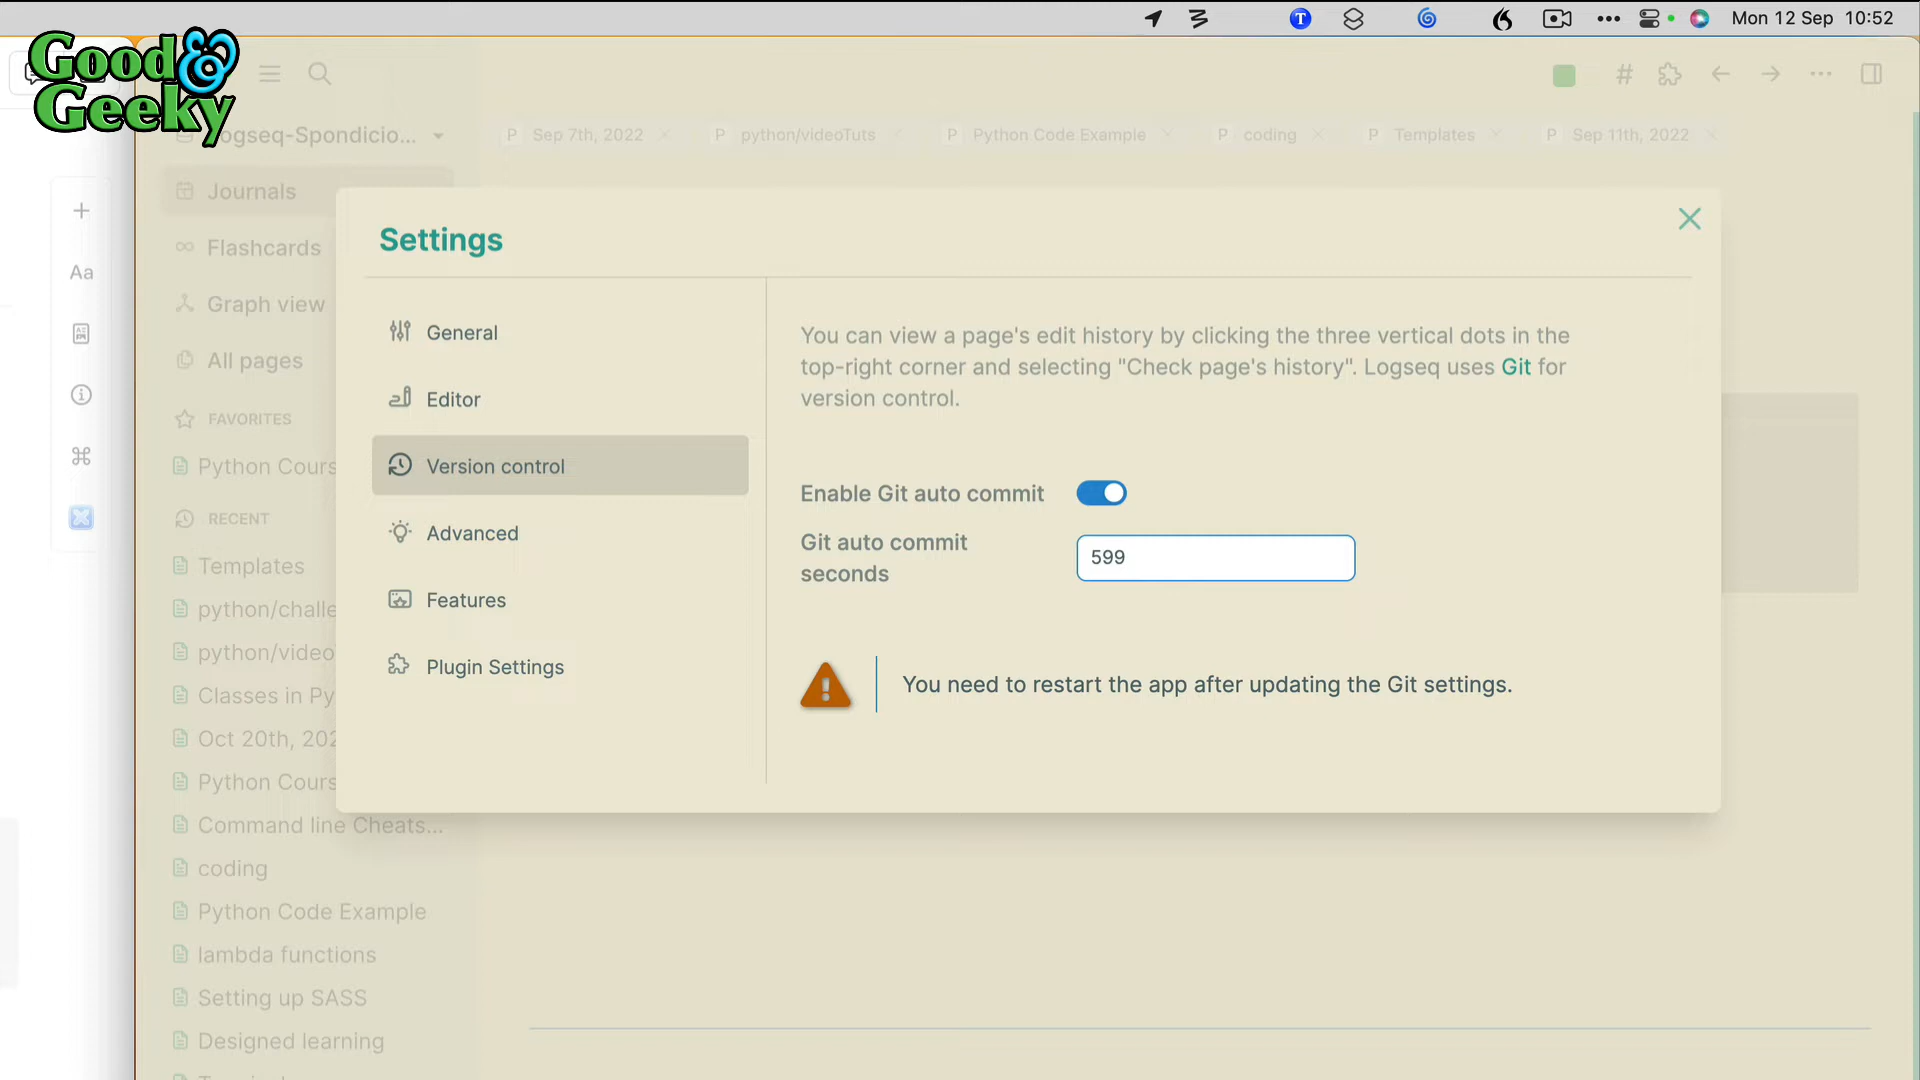 Mon 12 Sep 10:52
Good &
Geeky
ogseq-Spondicio...
P Sep 7th, 2022
P python/videoTuts
P Python Code Example
P coding
P Templates
P Sep 11th, 2022
Journals
Flashcards
Graph view
All pages
FAVORITES
Python Cours
RECENT
Templates
python/challe
python/video
Classes in Py
Oct 20th, 202
Python Cours
Command line Cheats...
coding
Python Code Example
lambda functions
Setting up SASS
Designed learning
Aa
Settings
General
Editor
Version control
Advanced
Features
Plugin Settings
You can view a page's edit history by clicking the three vertical dots in the
top-right corner and selecting "Check page's history". Logseq uses Git for
version control.
Enable Git auto commit
Git auto commit
seconds
599
You need to restart the app after updating the Git settings.